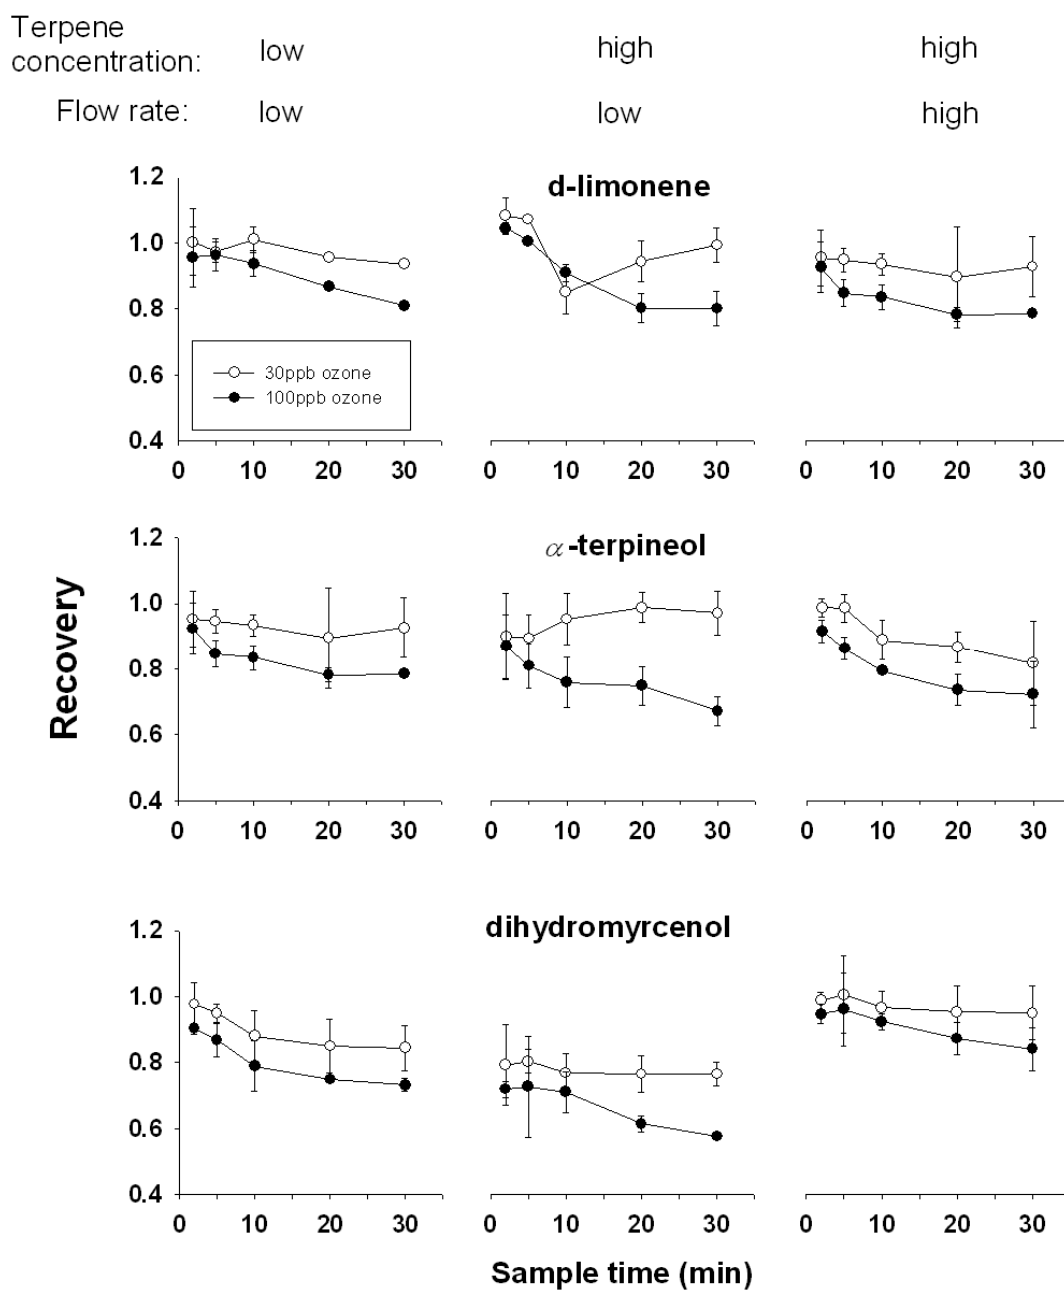 Terpene
concentration: low high high
Flow rate: low low high
d-limonene
1.2
1.0
0.8
0.6
0.4
30ppb ozone
100ppb ozone
0 10 20 30 0 10 20 30 0 10 20 30
α-terpineol
1.2
1.0
0.8
0.6
0.4
0 10 20 30 0 10 20 30 0 10 20 30
Recovery
dihydromyrcenol
1.2
1.0
0.8
0.6
0.4
0 10 20 30 0 10 20 30 0 10 20 30
Sample time (min)